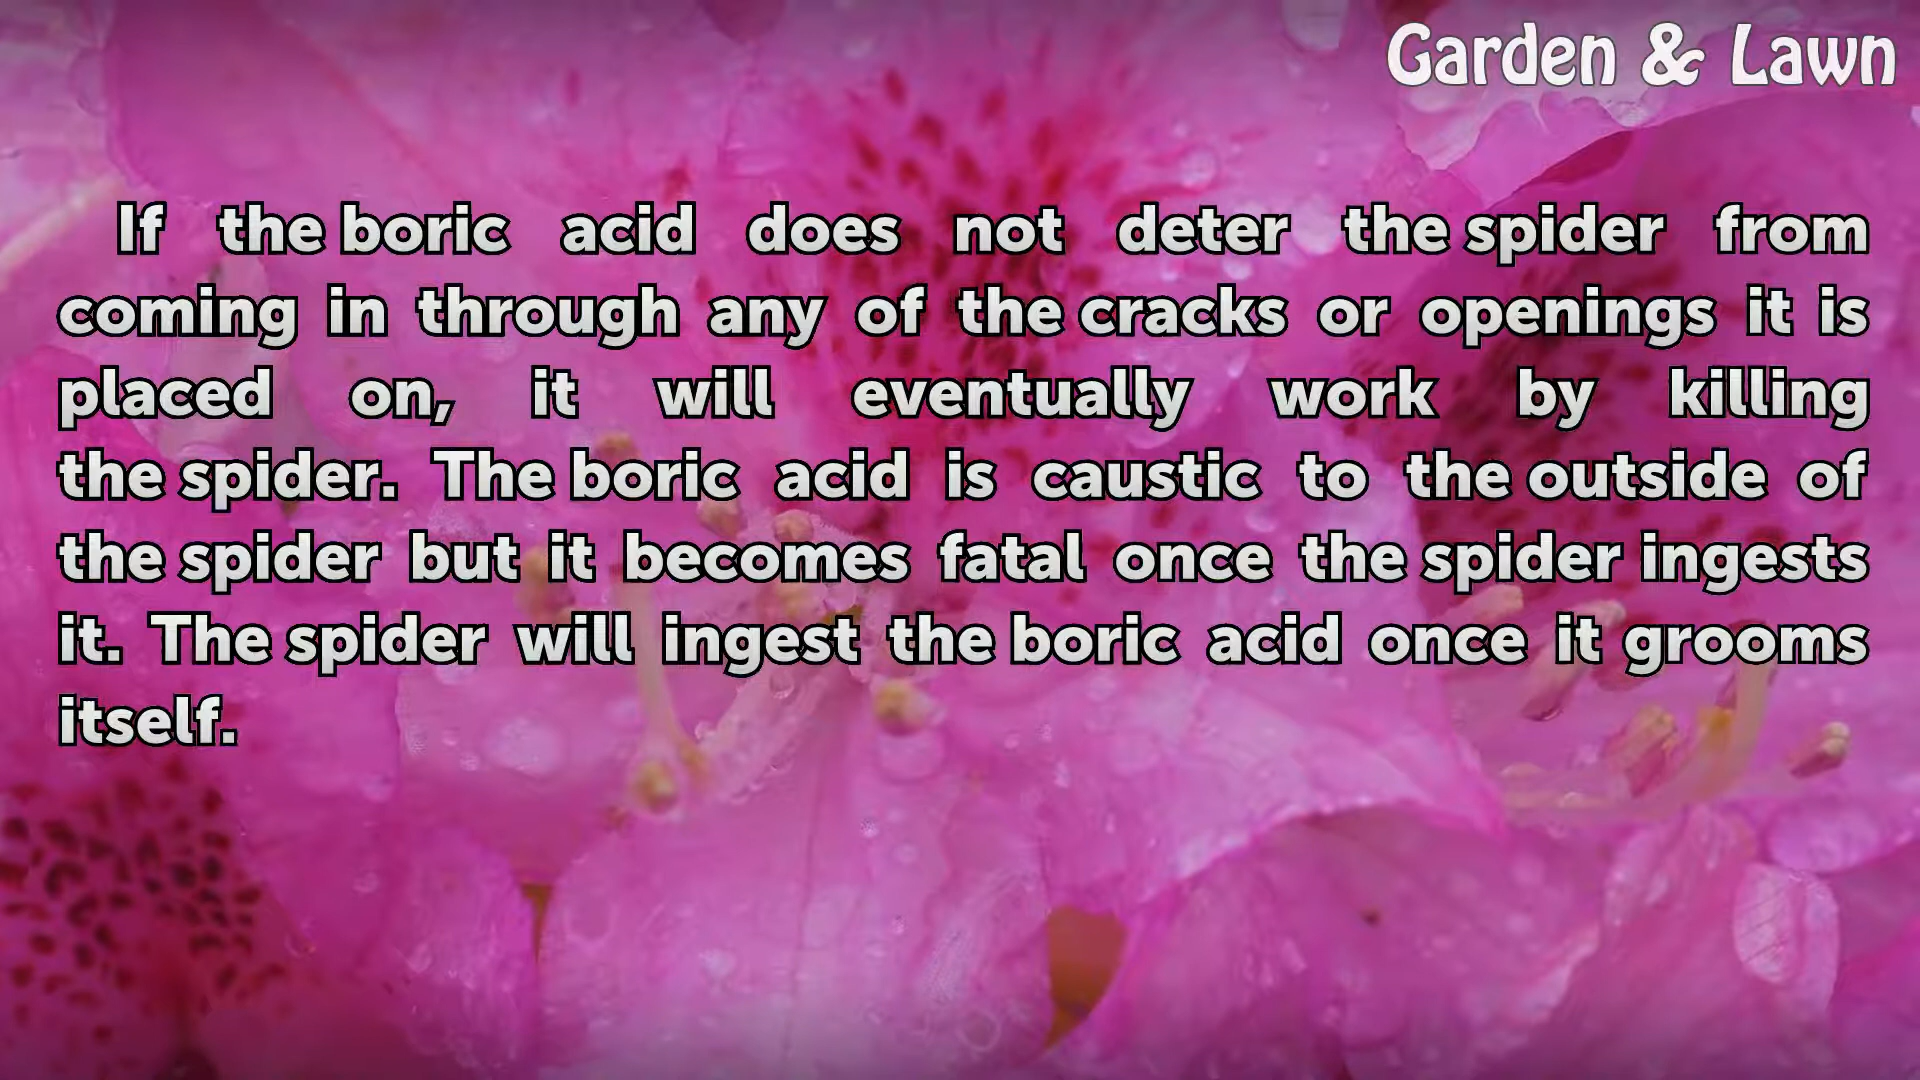 Garden & Lawn
If the boric acid does not deter the spider from
coming in through any of the cracks or openings it is
placed on, it will eventually work by killing
the spider. The boric acid is caustic to the outside of
the spider but it becomes fatal once the spider ingests
it. The spider will ingest the boric acid once it grooms
itself.